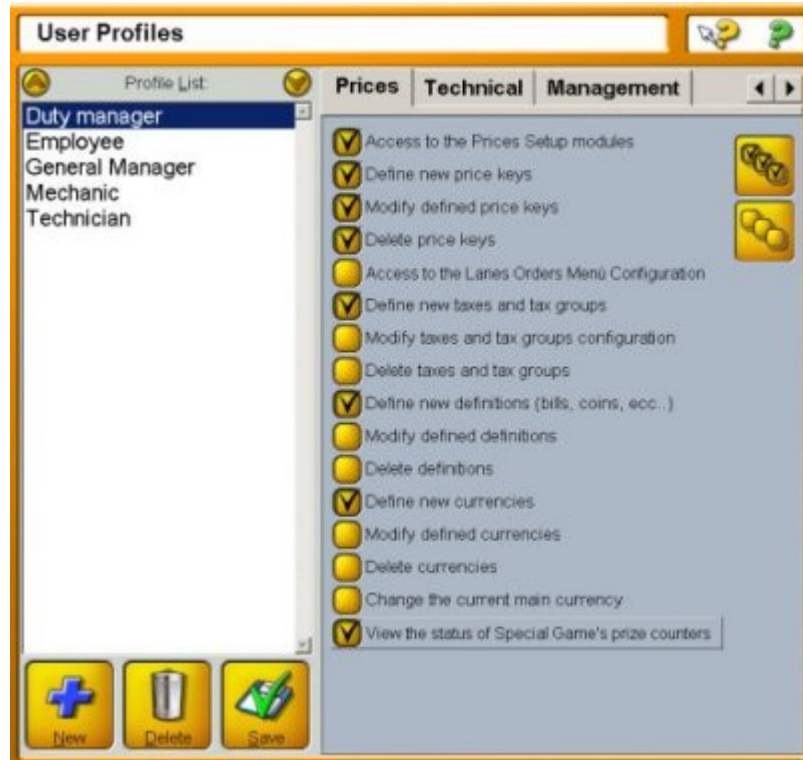 User Profiles
Profile List:
Duty manager
Employee
General Manager
Mechanic
Technician
New
Delete
Save
Prices
Technical
Management
Access to the Prices Setup modules
Define new price keys
Modify defined price keys
Delete price keys
Access to the Lanes Orders Menù Configuration
Define new taxes and tax groups
Modify taxes and tax groups configuration
Delete taxes and tax groups
Define new definitions (bills, coins, ecc..)
Modify defined definitions
Delete definitions
Define new currencies
Modify defined currencies
Delete currencies
Change the current main currency
View the status of Special Game's prize counters